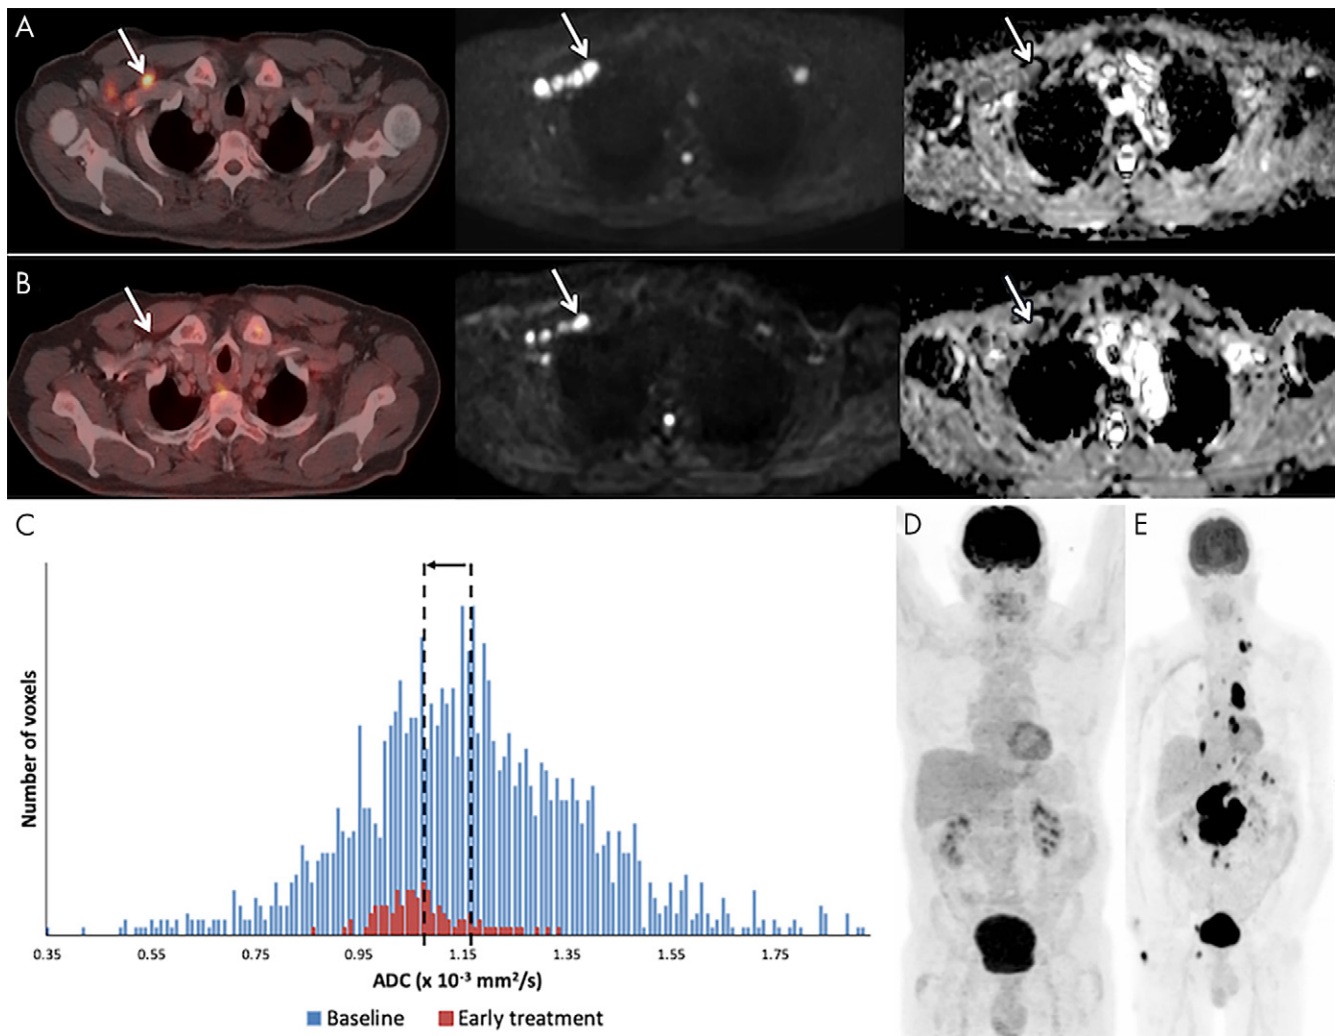 A
B
C
D
E
Number of voxels
0.35 0.55 0.75 0.95 1.15 1.35 1.55 1.75
ADC (x 10⁻³ mm²/s)
Baseline Early treatment